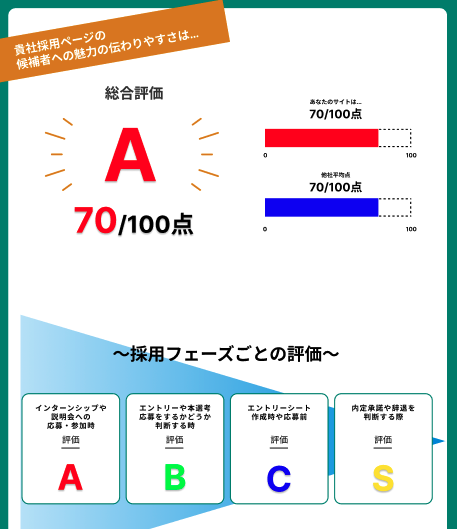 貴社採用ページの
候補者への魅力の伝わりやすさは...
総合評価
A
70/100点
あなたのサイトは...
70/100点
0 100
他社平均点
70/100点
0 100
〜採用フェーズごとの評価〜
インターンシップや
説明会への
応募・参加時
評価
A
エントリーや本選考
応募をするかどうか
判断する時
評価
B
エントリーシート
作成時や応募前
評価
C
内定承諾や辞退を
判断する際
評価
S